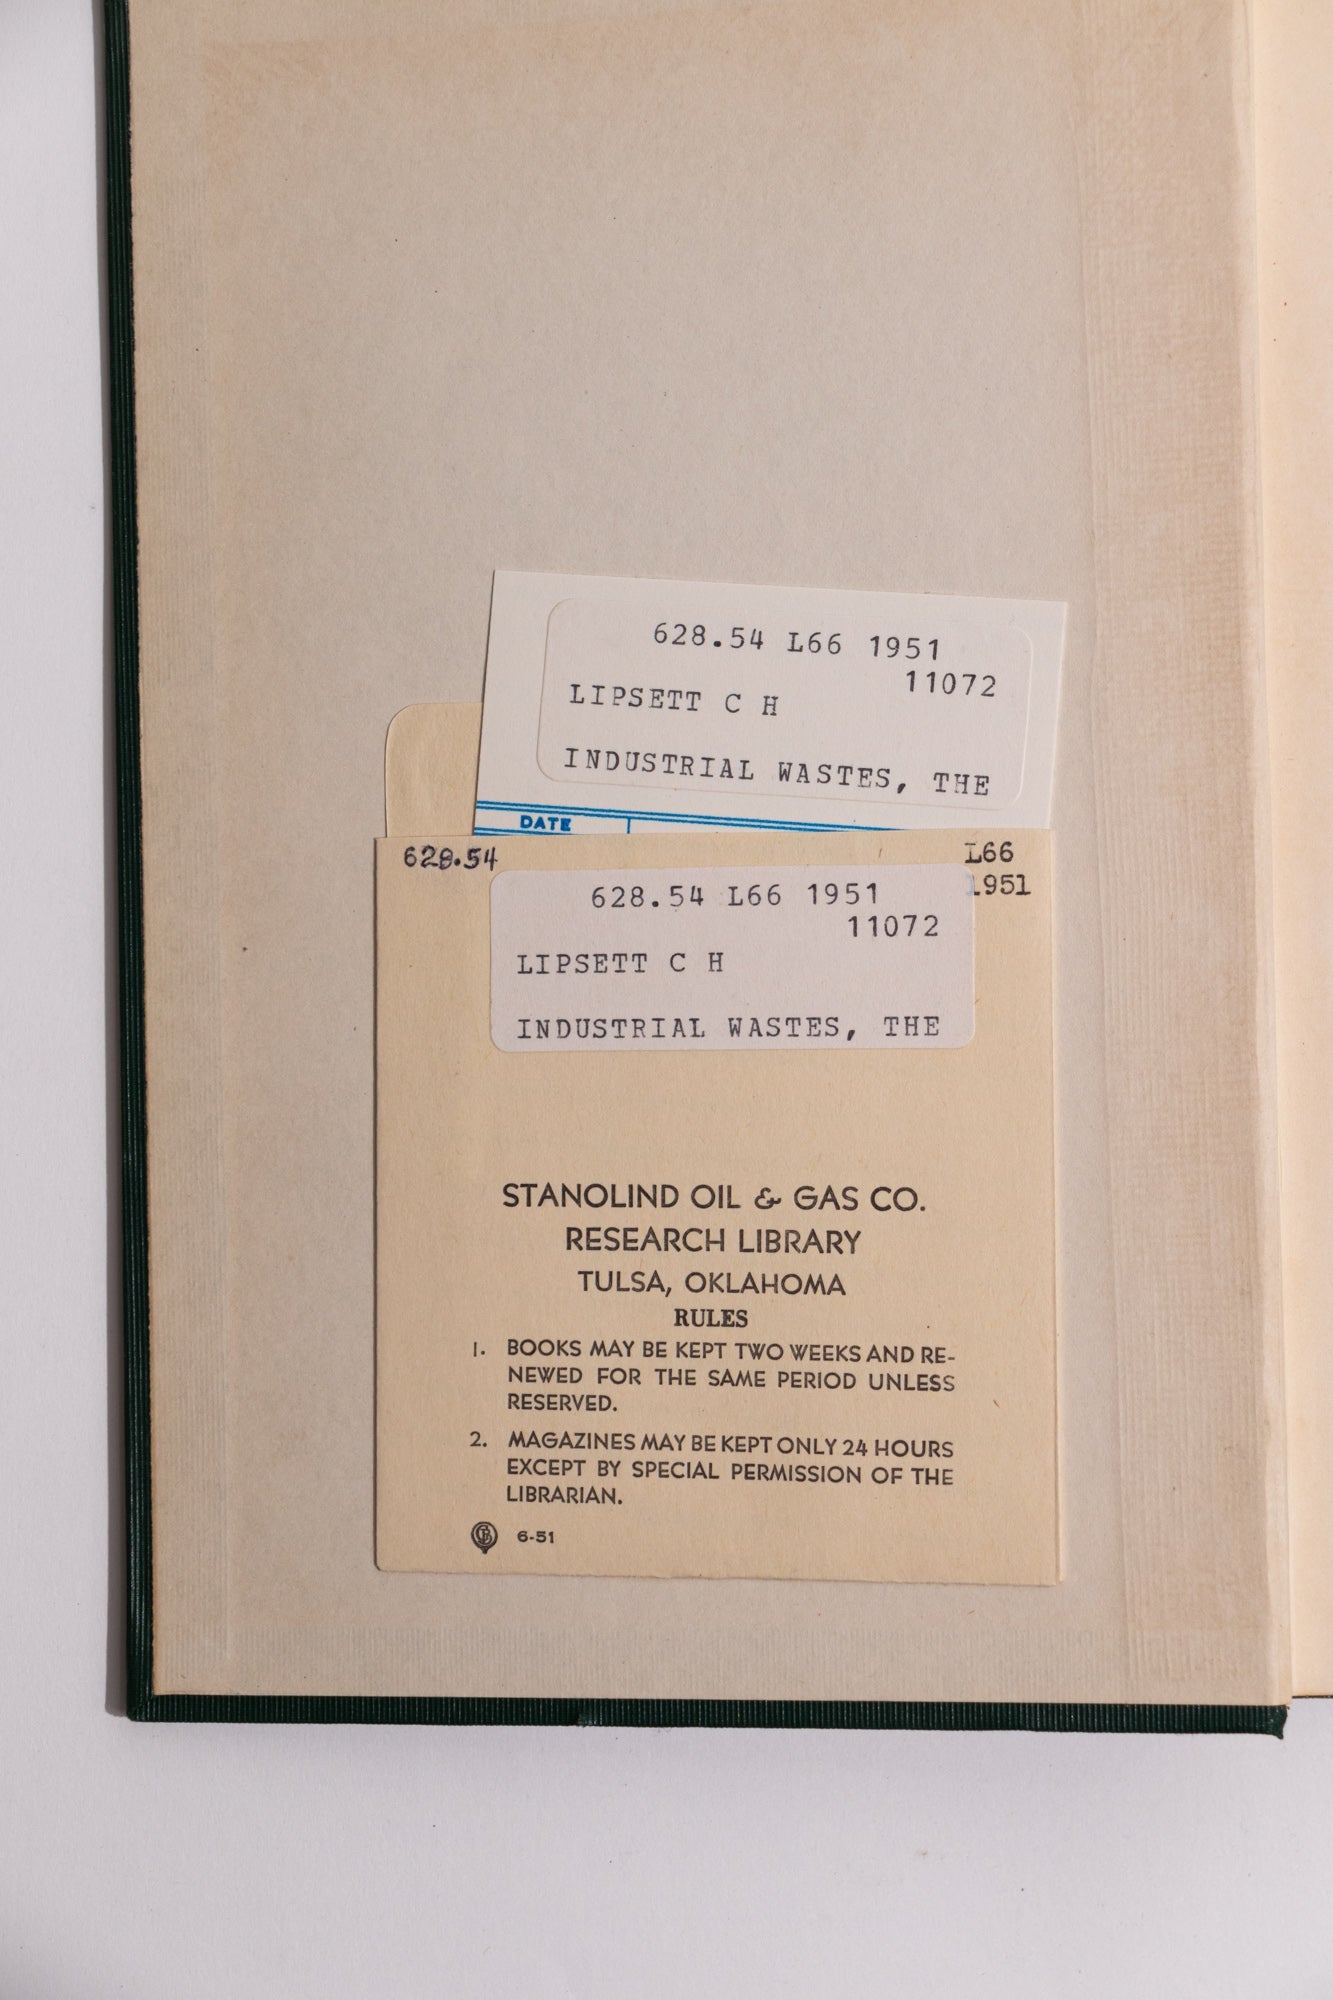 628.54 L66 1951
11072
LIPSETT C H
INDUSTRIAL WASTES, THE
DATE
628.54
L66
1951
628.54 L66 1951
11072
LIPSETT C H
INDUSTRIAL WASTES, THE
STANOLIND OIL & GAS CO.
RESEARCH LIBRARY
TULSA, OKLAHOMA
RULES
1. BOOKS MAY BE KEPT TWO WEEKS AND RE-
NEWED FOR THE SAME PERIOD UNLESS
RESERVED.
2. MAGAZINES MAY BE KEPT ONLY 24 HOURS
EXCEPT BY SPECIAL PERMISSION OF THE
LIBRARIAN.
6-51